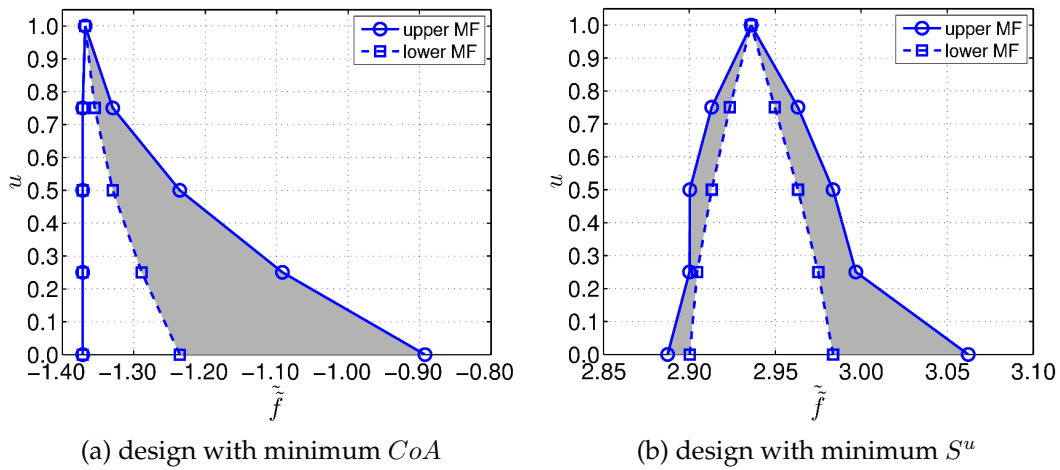 1.0
0.9
0.8
0.7
0.6
0.5
0.4
0.3
0.2
0.1
0.0
u
−1.40 −1.30 −1.20 −1.10 −1.00 −0.90 −0.80
f̃̃
upper MF
lower MF
(a) design with minimum CoA
1.0
0.9
0.8
0.7
0.6
0.5
0.4
0.3
0.2
0.1
0.0
u
2.85 2.90 2.95 3.00 3.05 3.10
f̃̃
upper MF
lower MF
(b) design with minimum Sᵘ